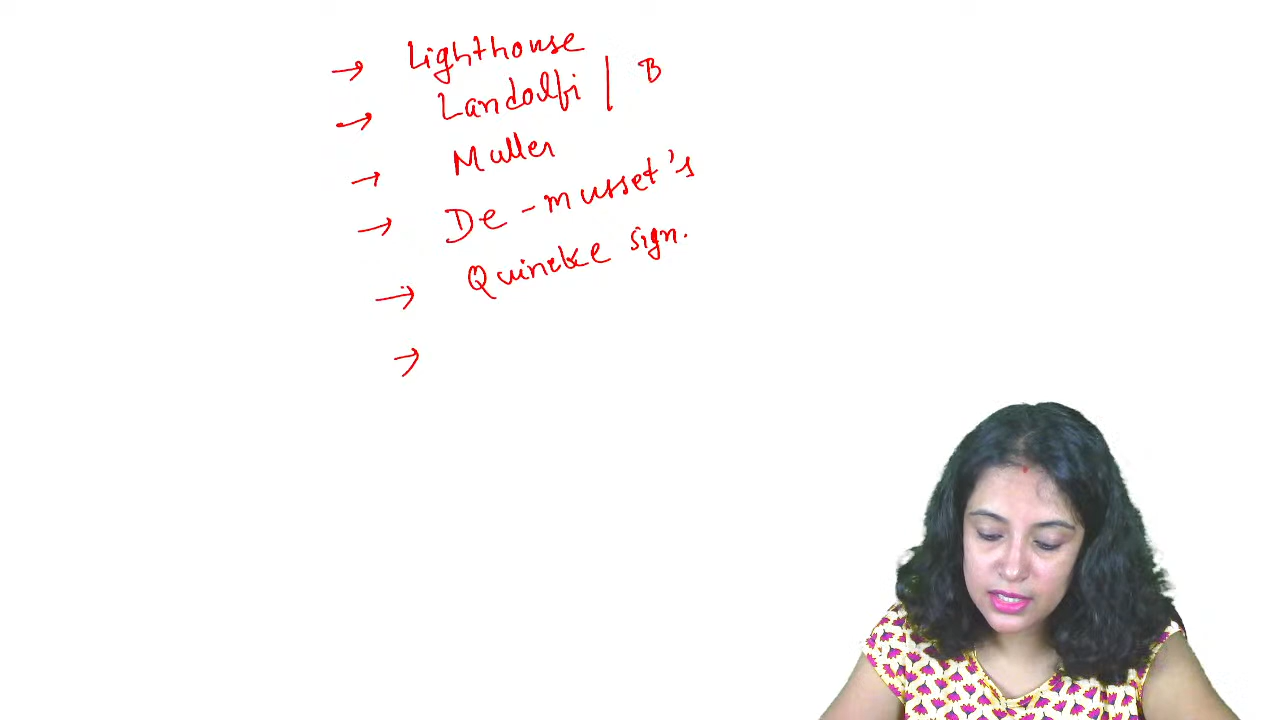 → Lighthouse
→ Landolfi | B
→ Muller
→ De-musset's
→ Quincke sign.
→